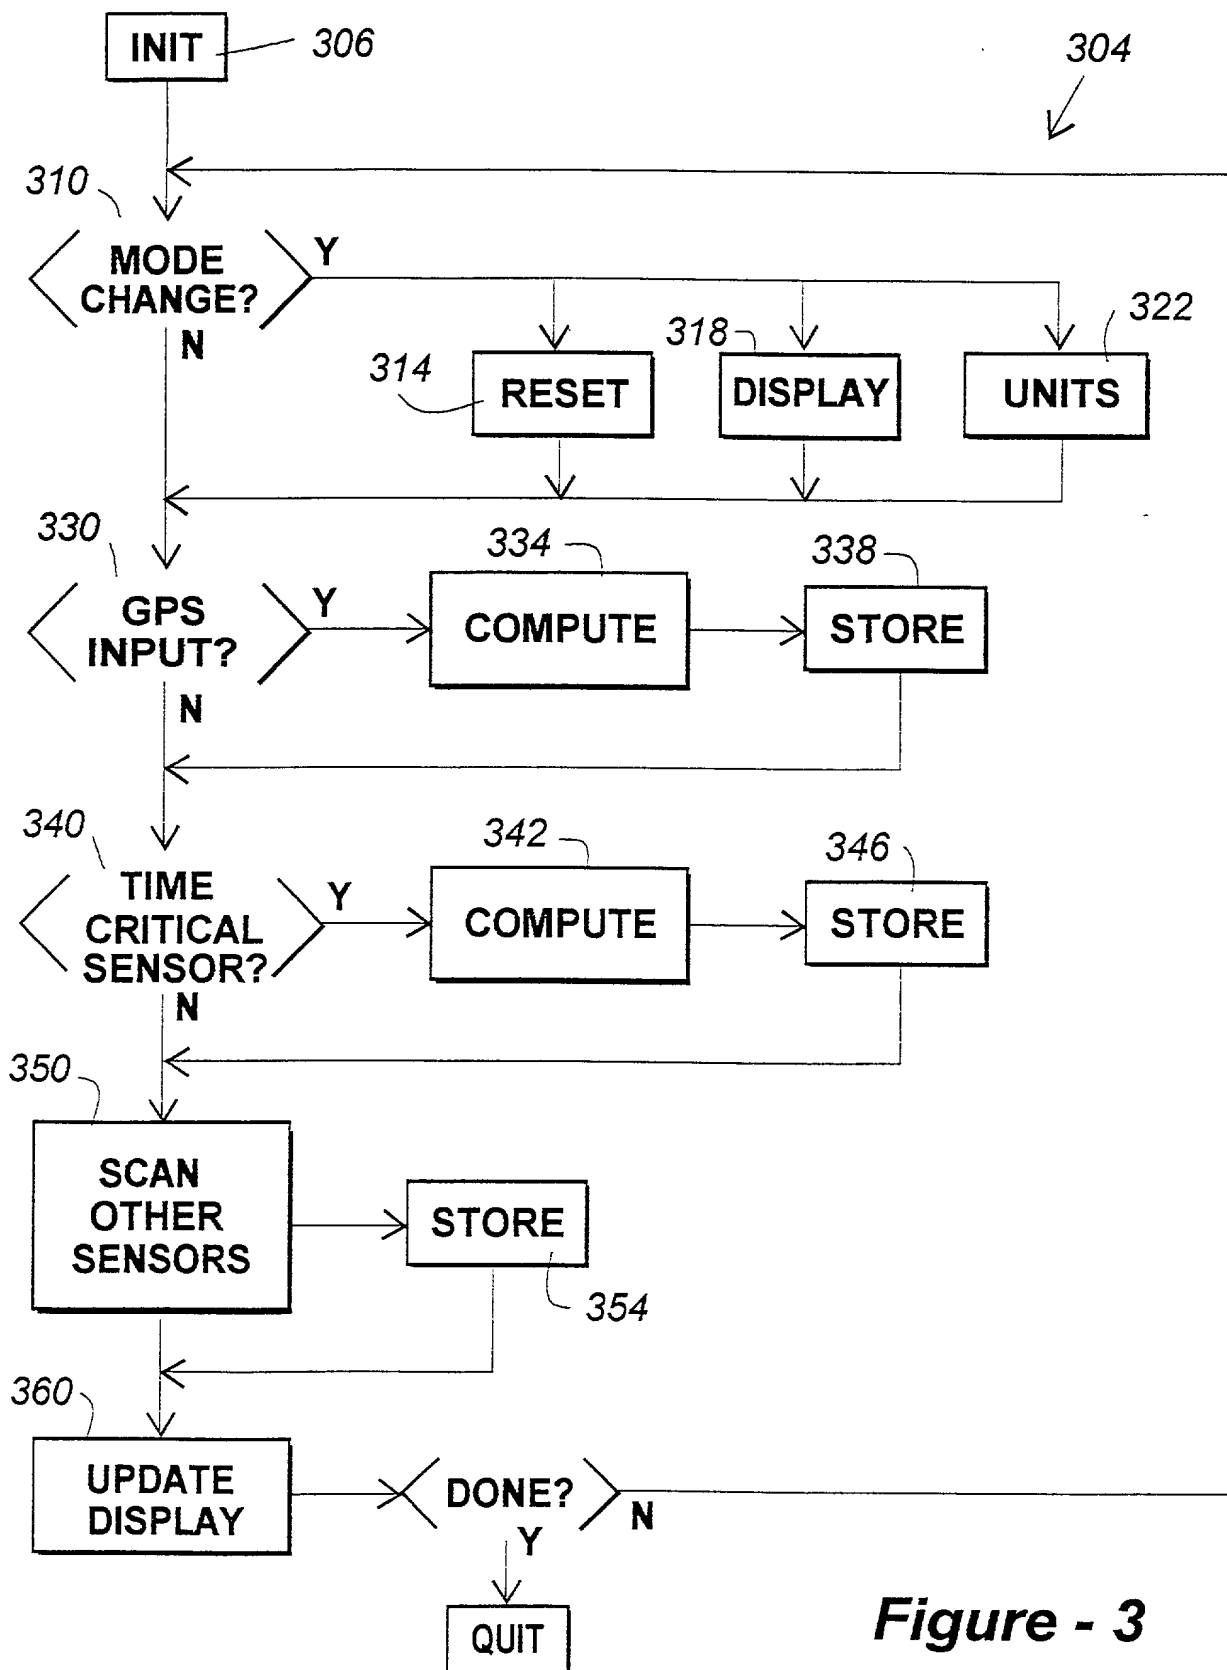 INIT
306
304
310
MODE
CHANGE?
Y
N
314
RESET
318
DISPLAY
322
UNITS
330
GPS
INPUT?
Y
N
334
COMPUTE
338
STORE
340
TIME
CRITICAL
SENSOR?
Y
N
342
COMPUTE
346
STORE
350
SCAN
OTHER
SENSORS
STORE
354
360
UPDATE
DISPLAY
DONE?
N
Y
QUIT
Figure - 3